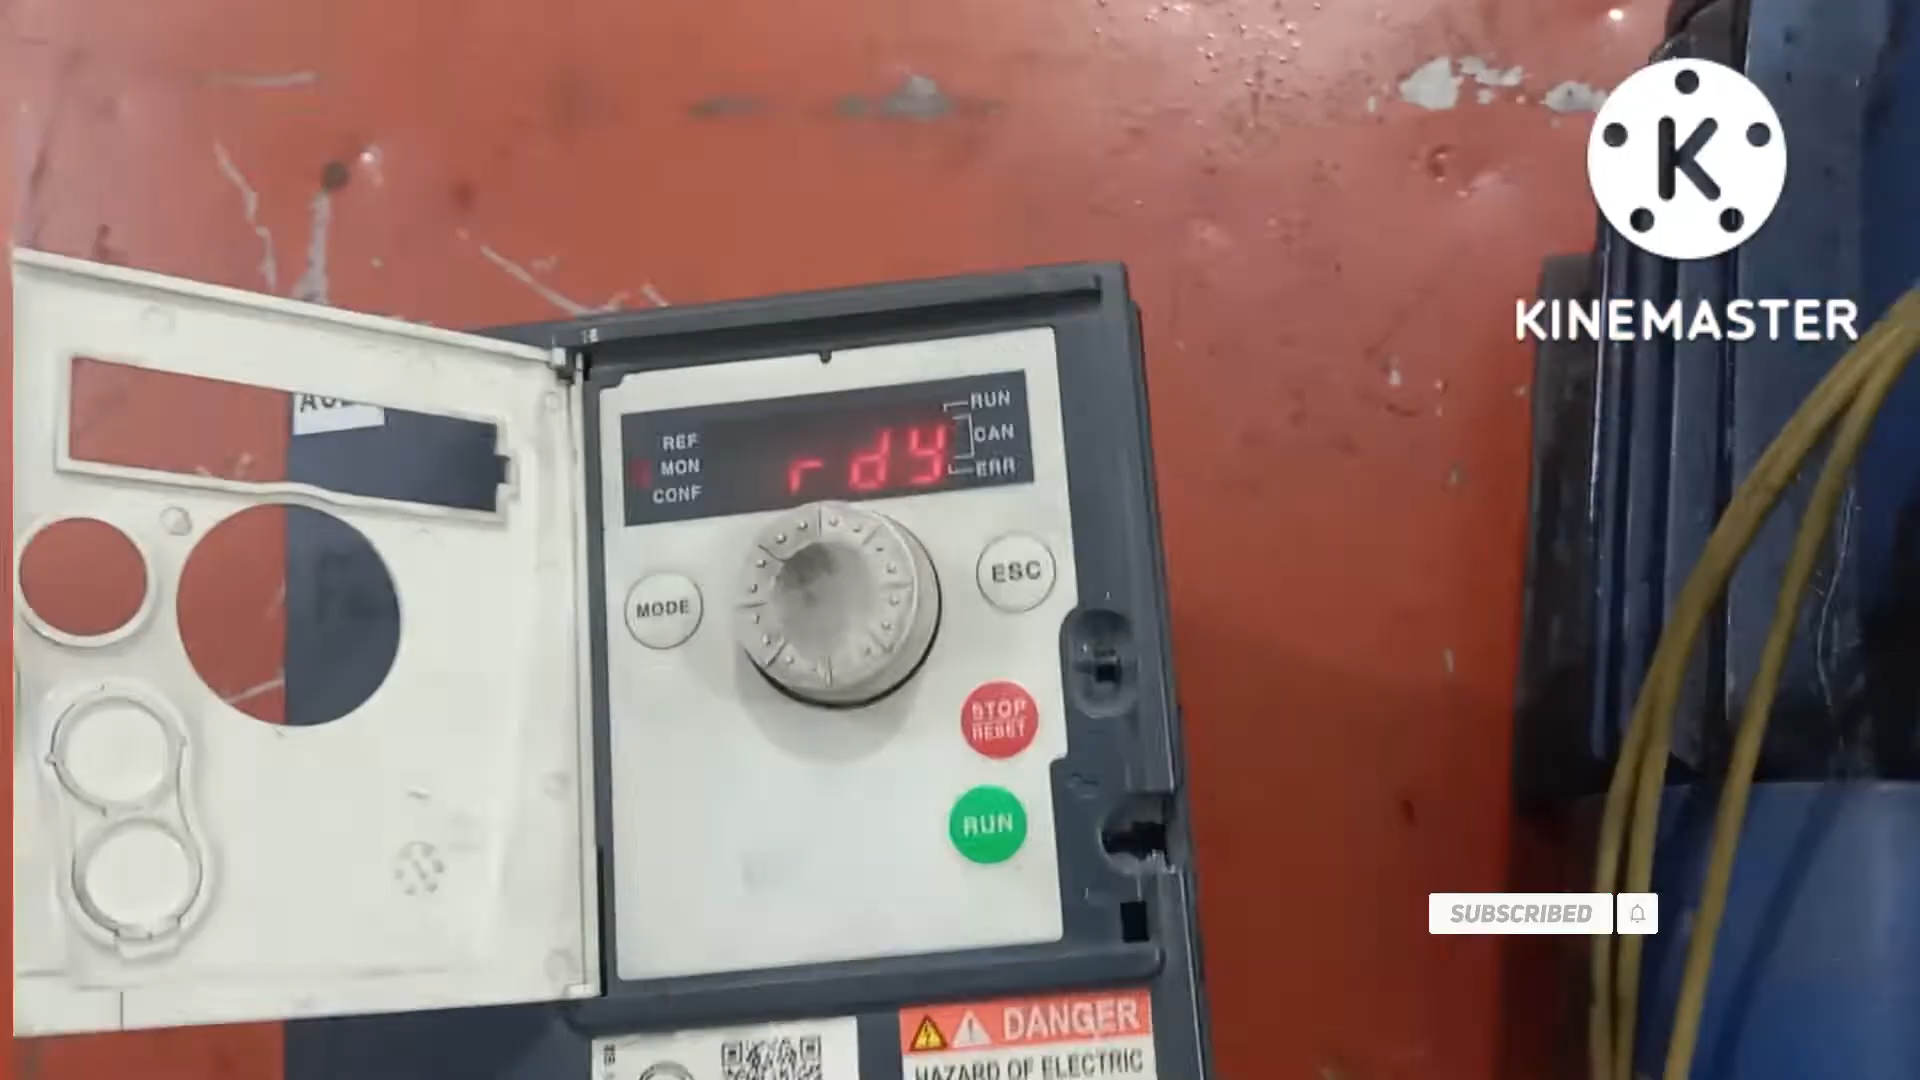 K
KINEMASTER
RUN
REF
rdy
CAN
MON
ERR
CONF
ESC
MODE
STOP
RESET
RUN
SUBSCRIBED
DANGER
HAZARD OF ELECTRIC